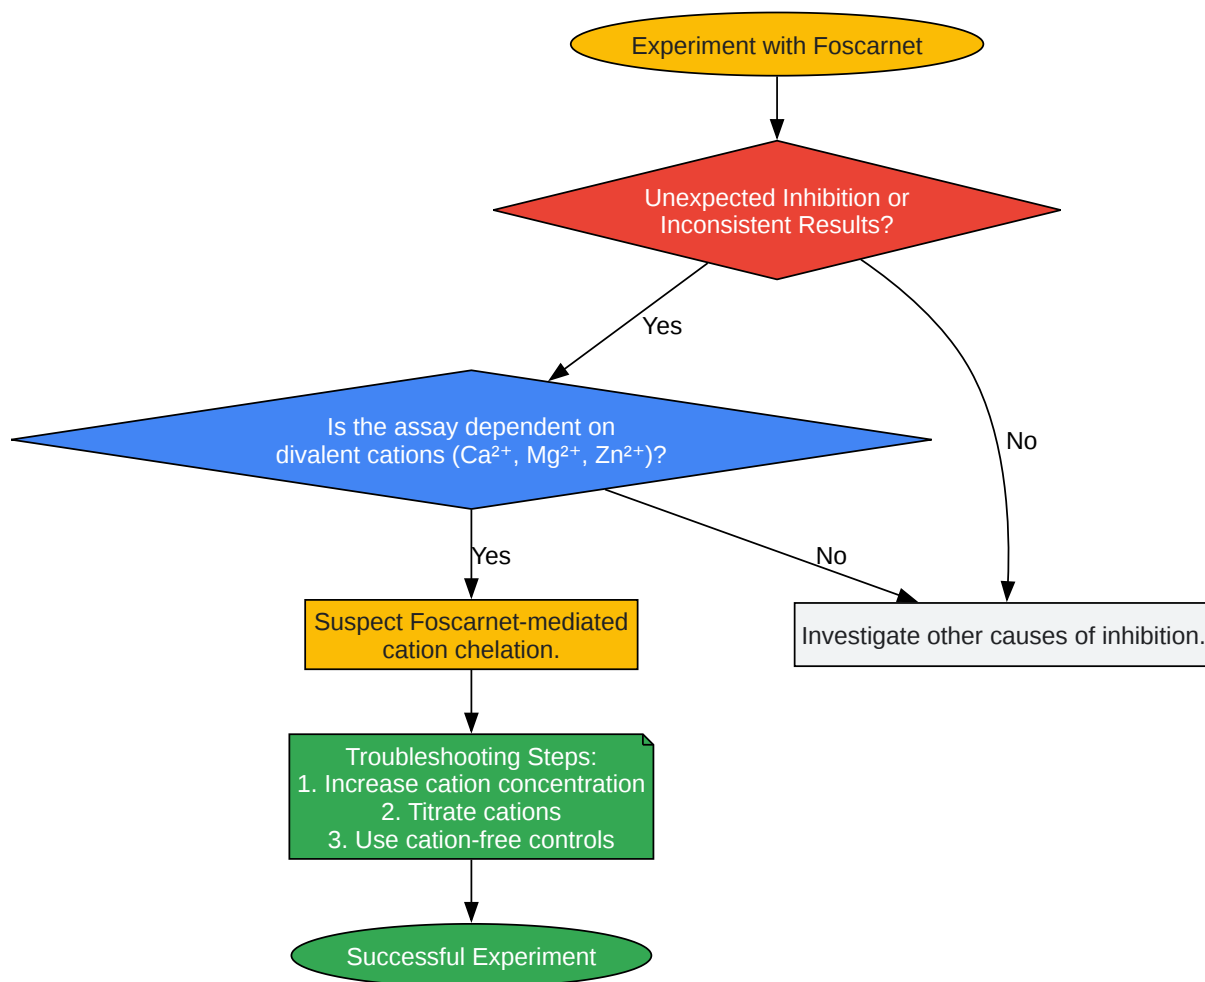 Experiment with Foscarnet
Unexpected Inhibition or
Inconsistent Results?
Yes
No
Is the assay dependent on
divalent cations (Ca²⁺, Mg²⁺, Zn²⁺)?
Yes
No
Suspect Foscarnet-mediated
cation chelation.
Investigate other causes of inhibition.
Troubleshooting Steps:
1. Increase cation concentration
2. Titrate cations
3. Use cation-free controls
Successful Experiment